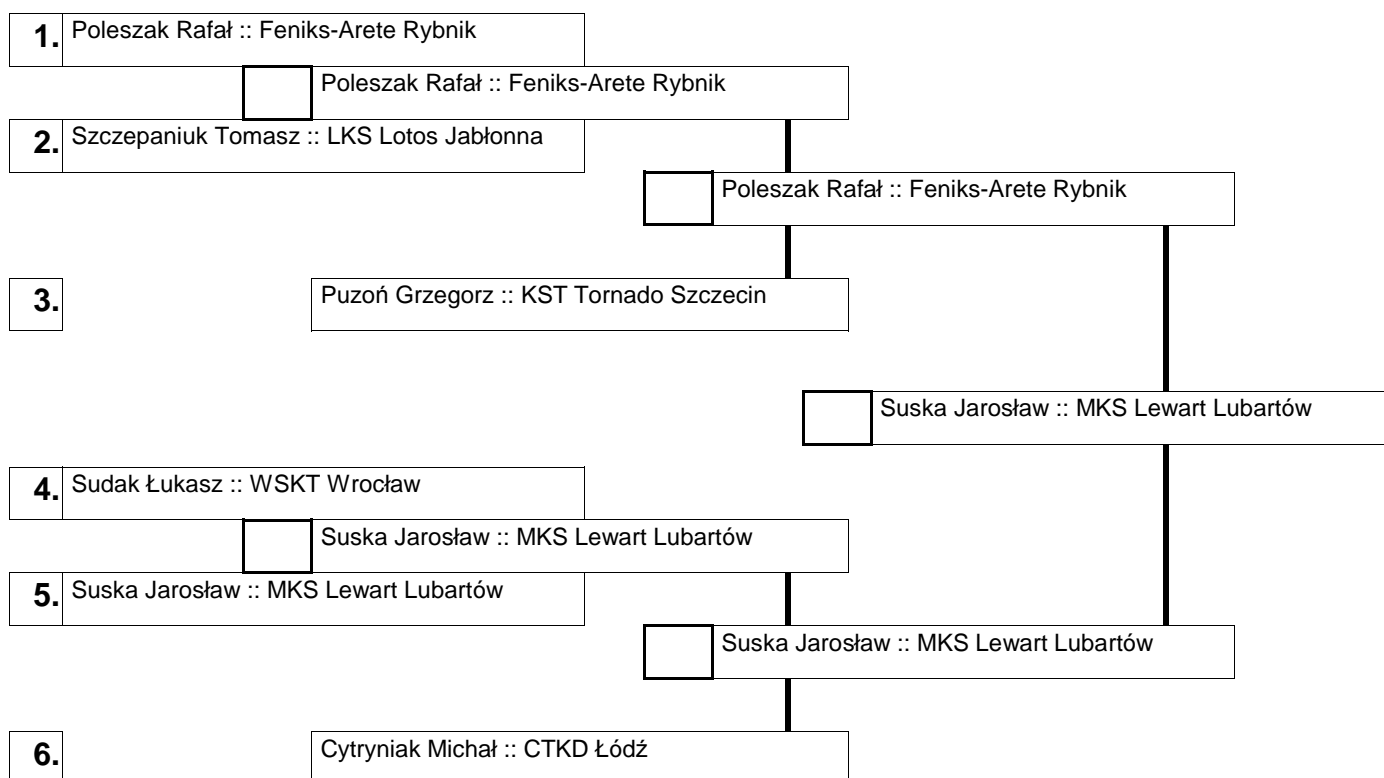 1. Poleszak Rafał :: Feniks-Arete Rybnik
Poleszak Rafał :: Feniks-Arete Rybnik
2. Szczepaniuk Tomasz :: LKS Lotos Jabłonna
Poleszak Rafał :: Feniks-Arete Rybnik
3. Puzoń Grzegorz :: KST Tornado Szczecin
Suska Jarosław :: MKS Lewart Lubartów
4. Sudak Łukasz :: WSKT Wrocław
Suska Jarosław :: MKS Lewart Lubartów
5. Suska Jarosław :: MKS Lewart Lubartów
Suska Jarosław :: MKS Lewart Lubartów
6. Cytryniak Michał :: CTKD Łódź